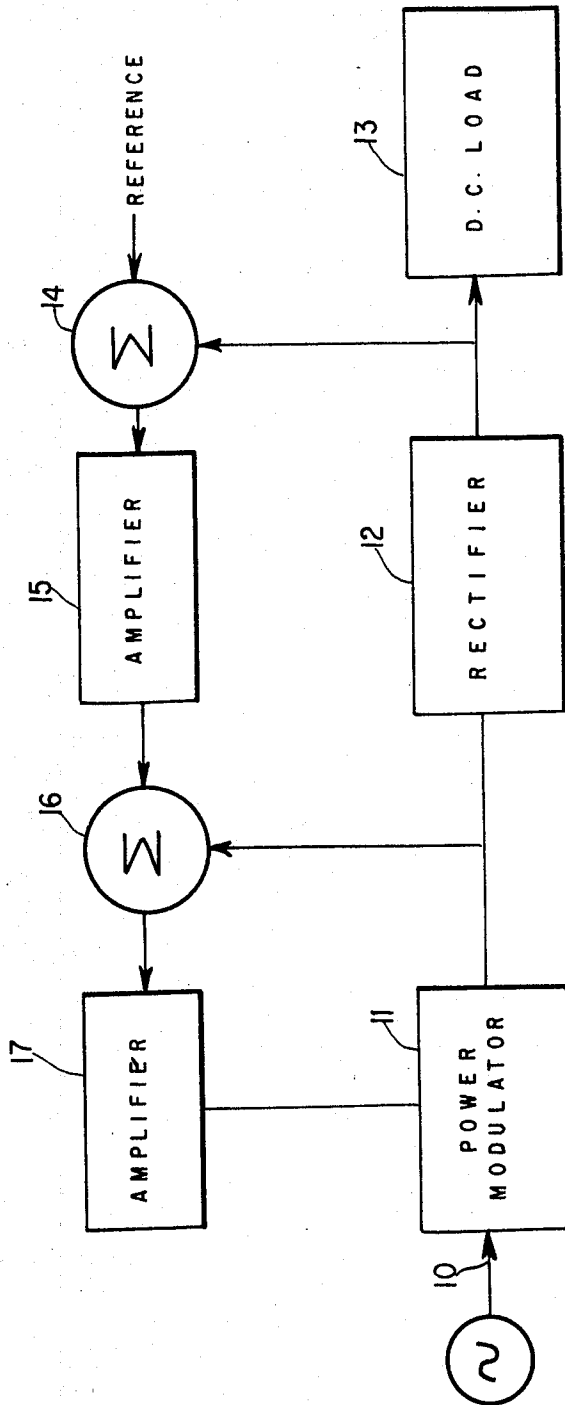 REFERENCE
14
15
16
17
AMPLIFIER
AMPLIFIER
Σ
Σ
10
11
12
13
~
POWER
MODULATOR
RECTIFIER
D.C. LOAD